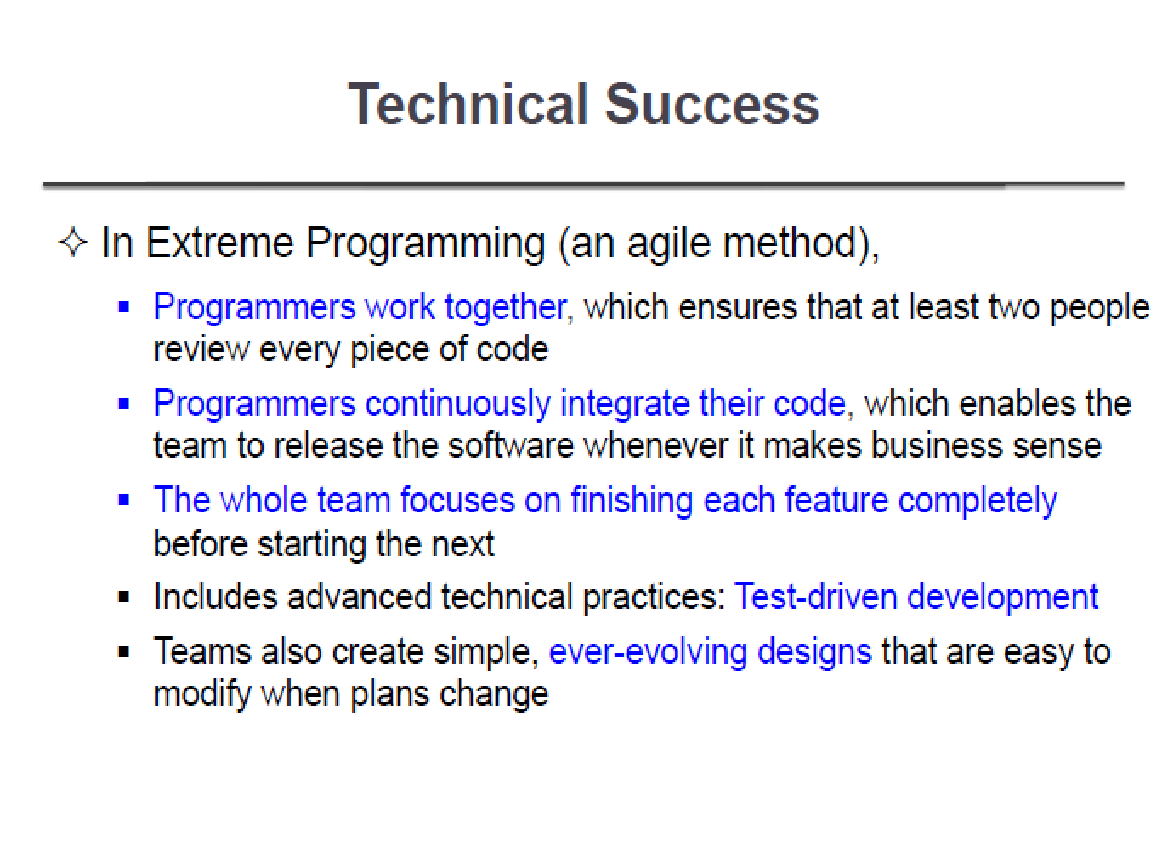 Technical Success
✧ In Extreme Programming (an agile method),
▪ Programmers work together, which ensures that at least two people
review every piece of code
▪ Programmers continuously integrate their code, which enables the
team to release the software whenever it makes business sense
▪ The whole team focuses on finishing each feature completely
before starting the next
▪ Includes advanced technical practices: Test-driven development
▪ Teams also create simple, ever-evolving designs that are easy to
modify when plans change